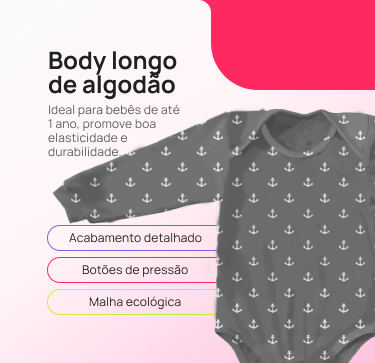 Body longo
de algodão
Ideal para bebês de até
1 ano, promove boa
elasticidade e
durabilidade.
Acabamento detalhado
Botões de pressão
Malha ecológica